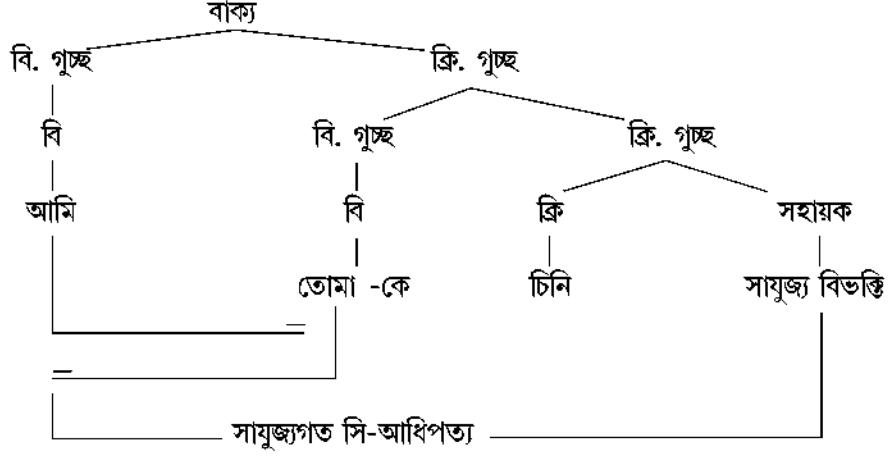 বাক্য
বি. গুচ্ছ ক্রি. গুচ্ছ
বি বি. গুচ্ছ ক্রি. গুচ্ছ
আমি বি ক্রি সহায়ক
তোমা -কে চিনি সাযুজ্য বিভক্তি
সাযুজ্যগত সি-আধিপত্য